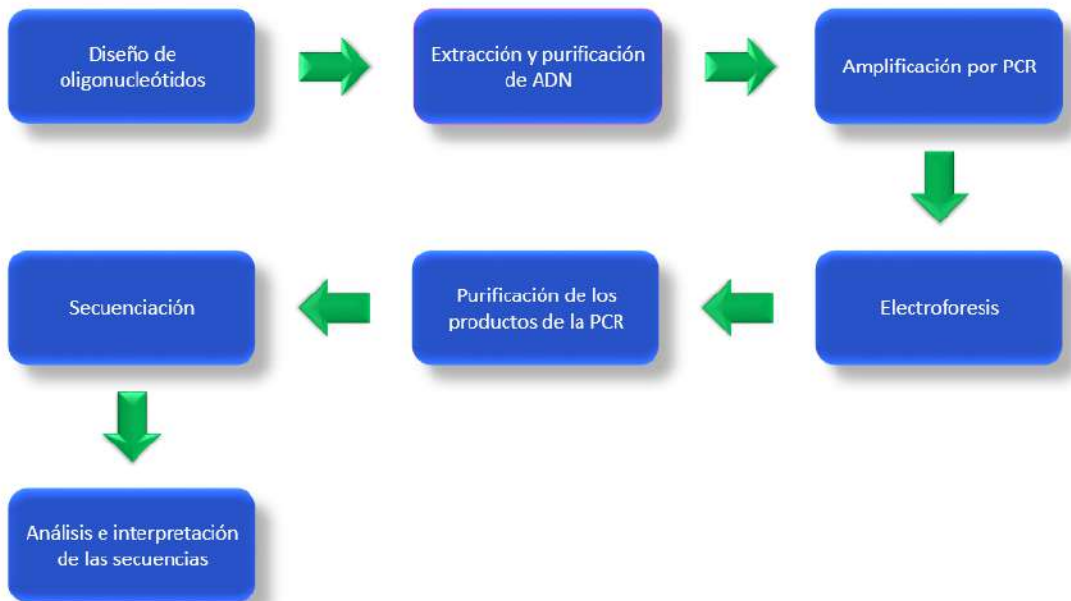 Diseño de
oligonucleótidos
Extracción y purificación
de ADN
Amplificación por PCR
Electroforesis
Purificación de los
productos de la PCR
Secuenciación
Análisis e interpretación
de las secuencias